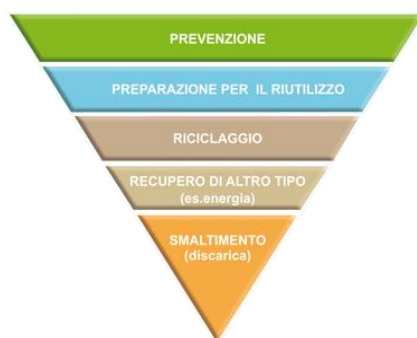 PREVENZIONE
PREPARAZIONE PER IL RIUTILIZZO
RICICLAGGIO
RECUPERO DI ALTRO TIPO
(es.energia)
SMALTIMENTO
(discarica)